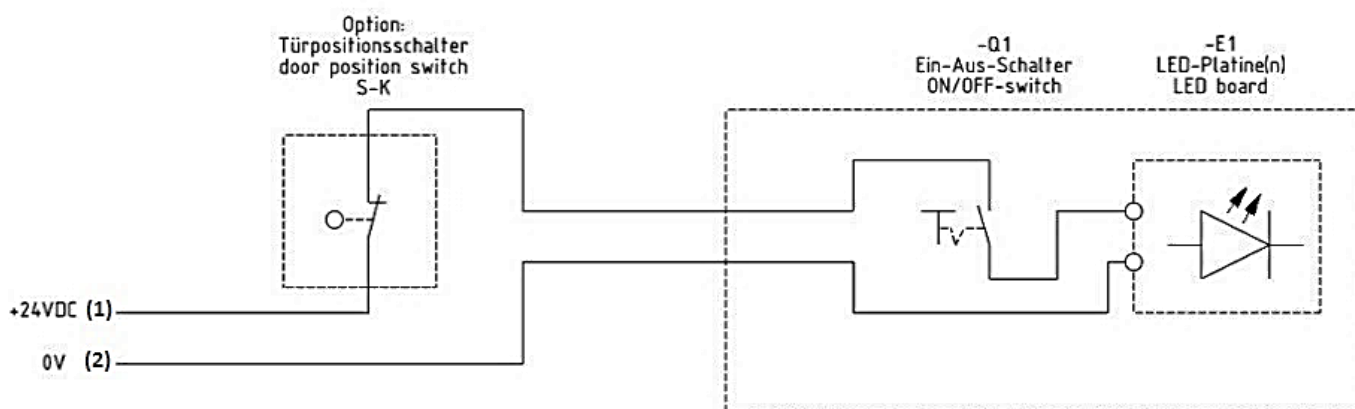 Option:
Türpositionsschalter
door position switch
S-K
-Q1
Ein-Aus-Schalter
ON/OFF-switch
-E1
LED-Platine(n)
LED board
+24VDC (1)
0V (2)